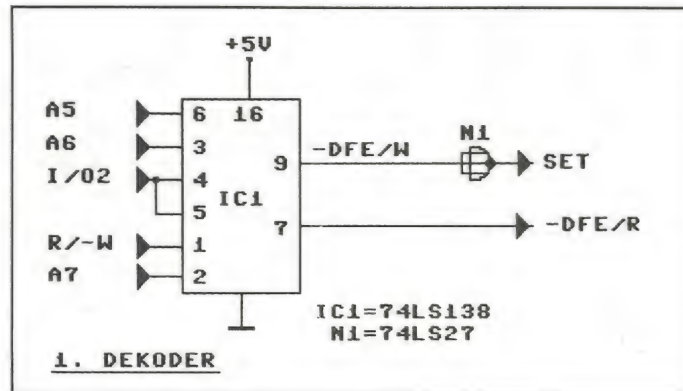 +5V
A5 6 16
A6 3 -DFE/W N1
9 SET
I/O2 4
IC1
5
7 -DFE/R
R/-W 1
A7 2
IC1=74LS138
N1=74LS27
1. DEKODER